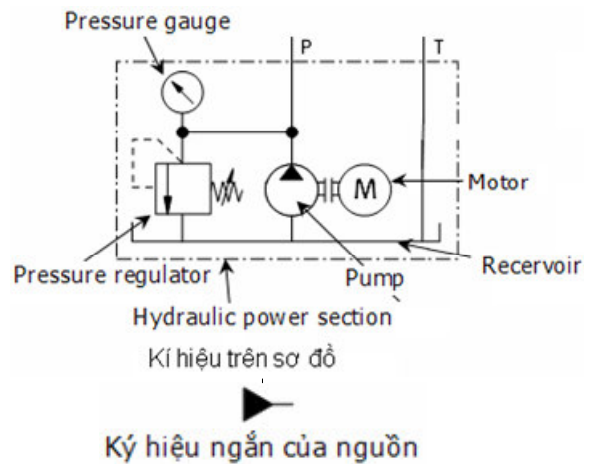 Pressure gauge
P
T
M
Motor
Pressure regulator
Pump
Recervoir
Hydraulic power section
Kí hiệu trên sơ đồ
Ký hiệu ngắn của nguồn